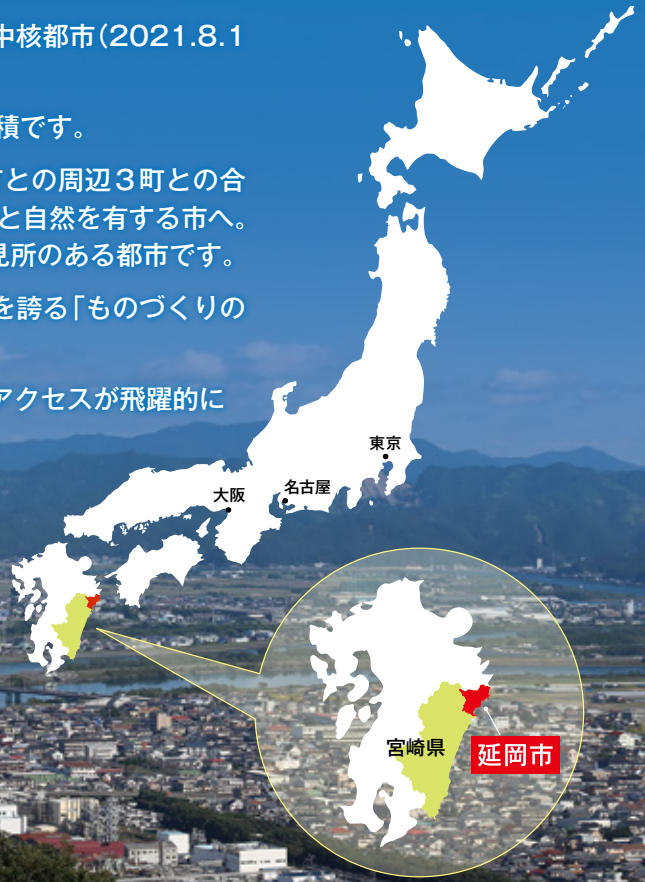 中核都市(2021.8.1
積です。
町との周辺3町との合
と自然を有する市へ。
見所のある都市です。
を誇る「ものづくりの
アクセスが飛躍的に
東京
名古屋
大阪
宮崎県
延岡市